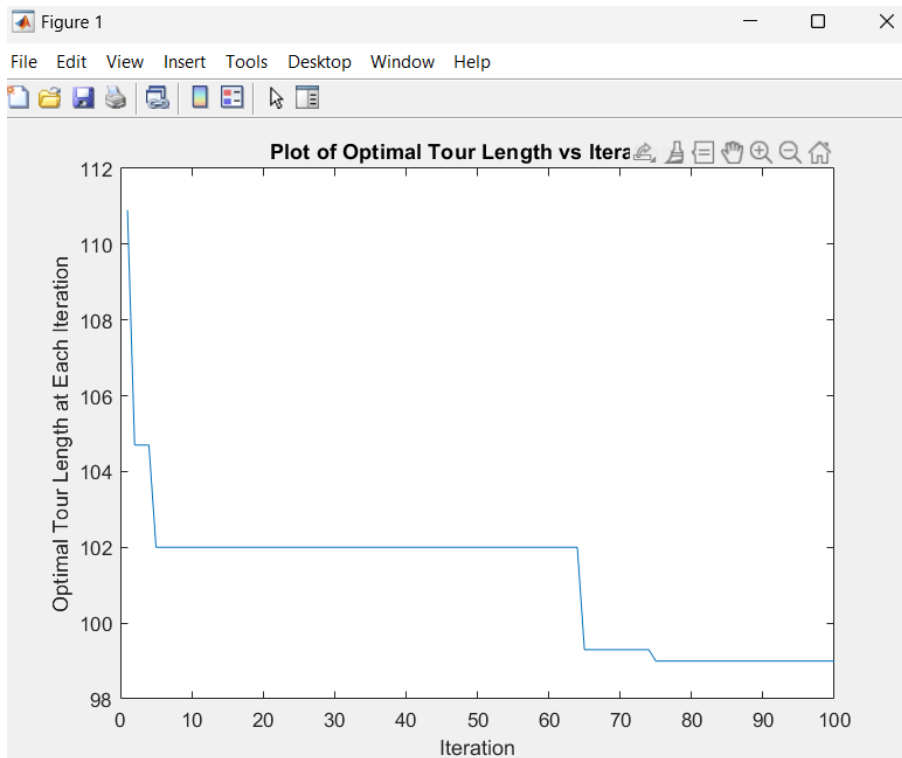 Figure 1
File Edit View Insert Tools Desktop Window Help
Plot of Optimal Tour Length vs
112
110
108
106
104
102
100
98
Optimal Tour Length at Each Iteration
0 10 20 30 40 50 60 70 80 90 100
Iteration